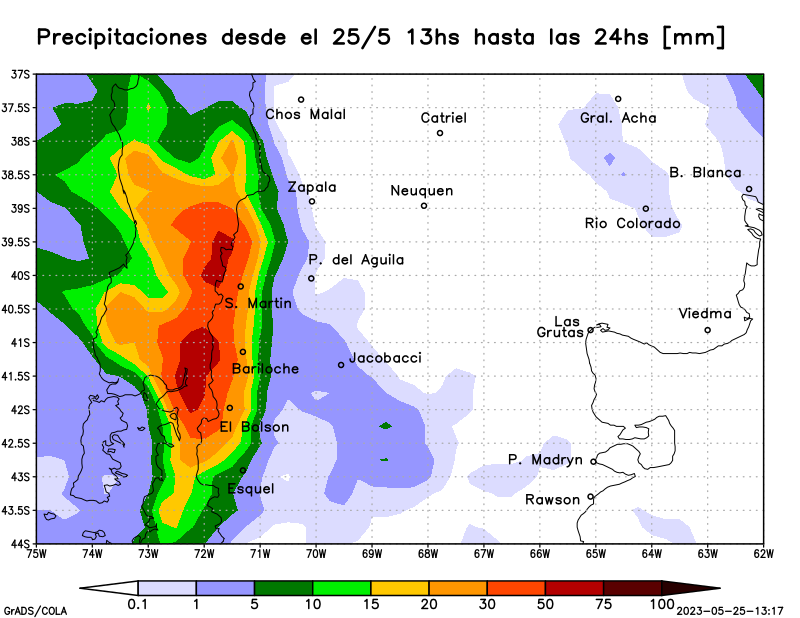 Precipitaciones desde el 25/5 13hs hasta las 24hs [mm]
37S
37.5S
38S
38.5S
39S
39.5S
40S
40.5S
41S
41.5S
42S
42.5S
43S
43.5S
44S
Chos Malal
Catriel
Gral. Acha
B. Blanca
Zapala
Neuquen
Rio Colorado
P. del Aguila
S. Martin
Viedma
Las
Grutas
Jacobacci
Bariloche
El Bolson
P. Madryn
Esquel
Rawson
75W 74W 73W 72W 71W 70W 69W 68W 67W 66W 65W 64W 63W 62W
0.1 1 5 10 15 20 30 50 75 100
GrADS/COLA
2023-05-25-13:17